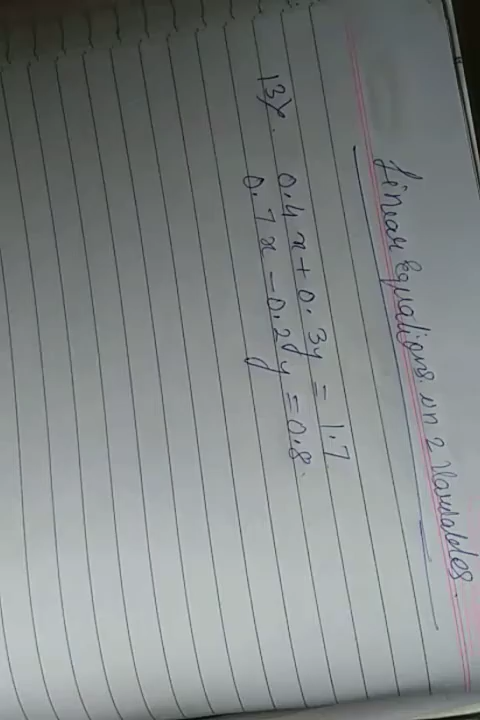 Linear Equations in 2 Variables.
13). 0.4x + 0.3y = 1.7
0.7x - 0.2y = 0.8.